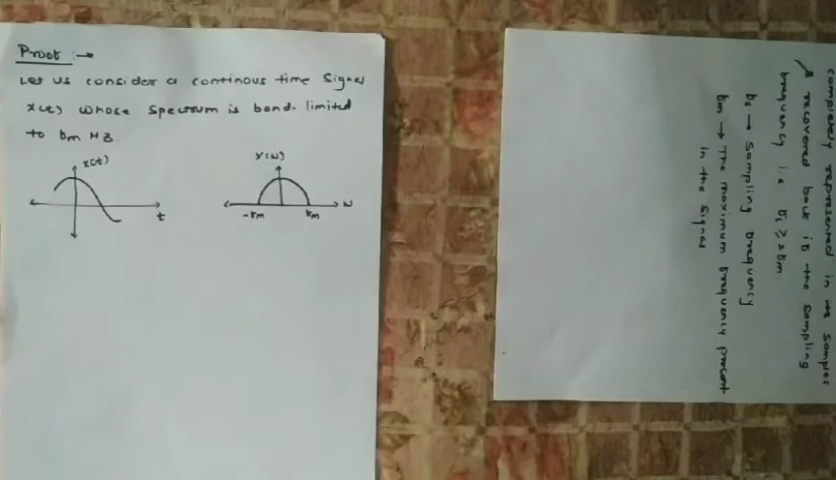 Proof :→
Let us consider a continous time signal
x(t) whose spectrum is band-limited
to fm Hz
x(t)
t
X(ω)
-fm
fm
ω
completely represented in its samples
recovered back if the sampling
frequency i.e fs ≥ 2fm
fs → Sampling frequency
fm → The maximum frequency present
in the signal